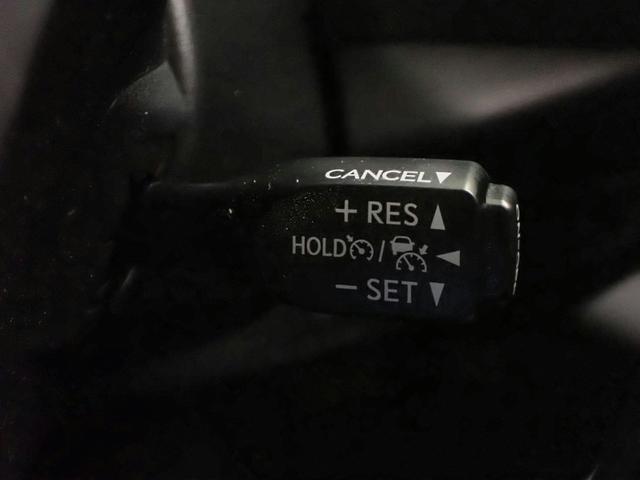 CANCEL▼
+ RES ▲
HOLD / ◀
− SET ▼